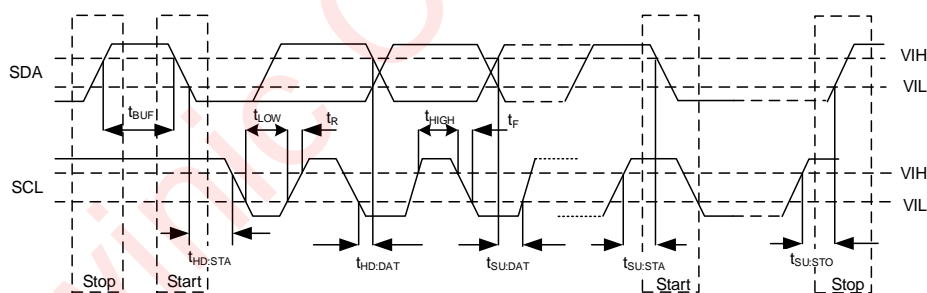 SDA
VIH
VIL
tBUF
tLOW
tR
tHIGH
tF
SCL
VIH
VIL
tHD:STA
tHD:DAT
tSU:DAT
tSU:STA
tSU:STO
Stop
Start
Start
Stop
vinic